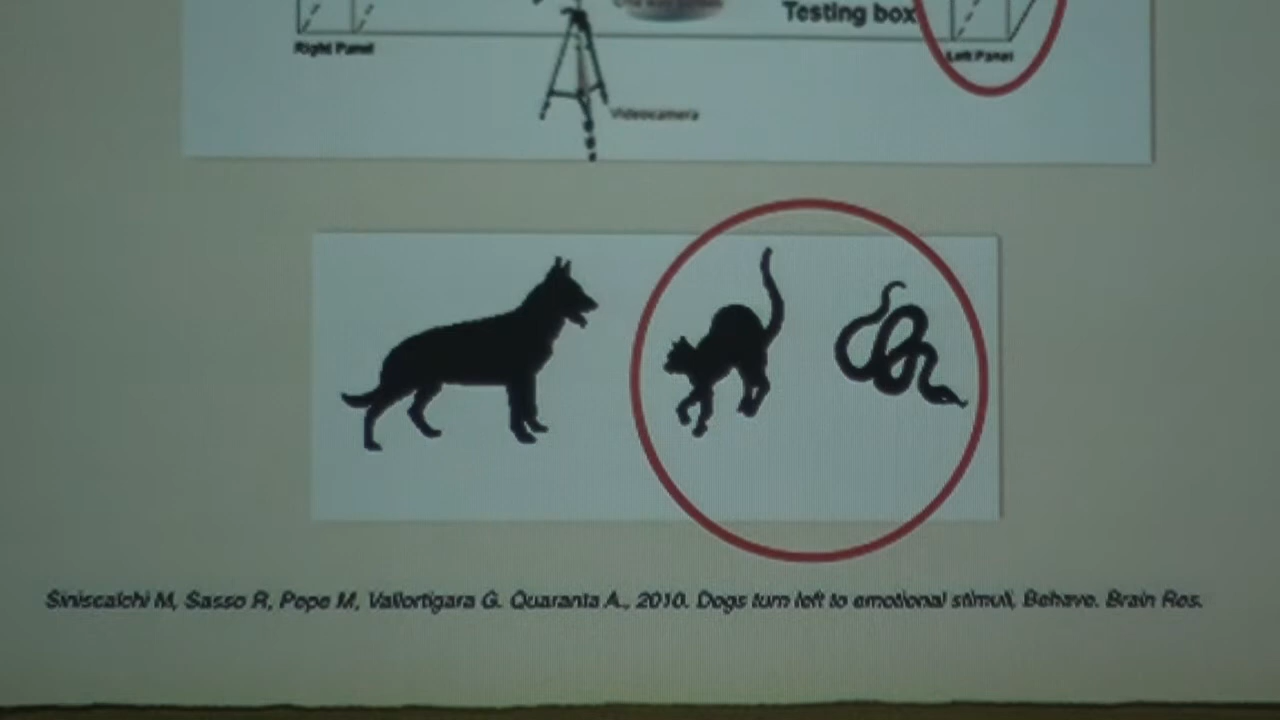 Testing box
Right Panel
Left Panel
Videocamera
Siniscalchi M, Sasso R, Pepe M, Vallortigara G. Quaranta A., 2010. Dogs turn left to emotional stimuli, Behave. Brain Res.